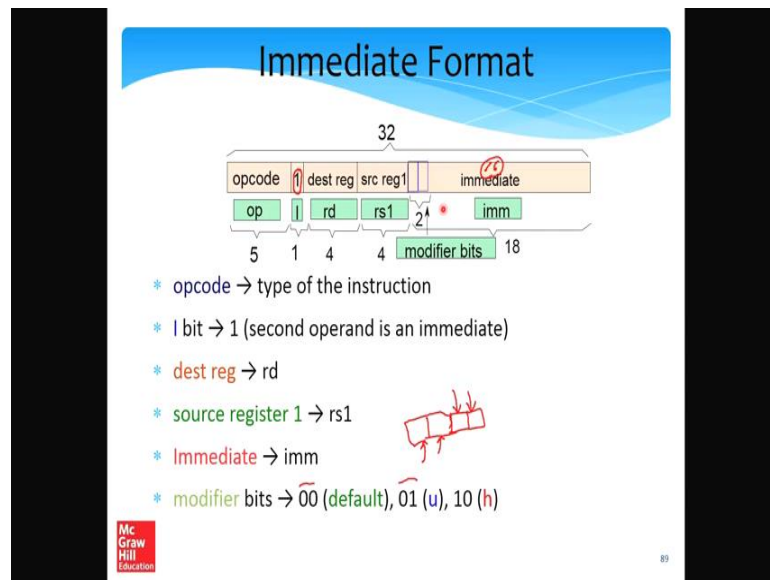 Immediate Format
32
opcode 1 dest reg src reg1 immediate 16
op I rd rs1 2 imm
5 1 4 4 modifier bits 18
* opcode → type of the instruction
* I bit → 1 (second operand is an immediate)
* dest reg → rd
* source register 1 → rs1
* Immediate → imm
* modifier bits → 00 (default), 01 (u), 10 (h)
Mc
Graw
Hill
Education
89